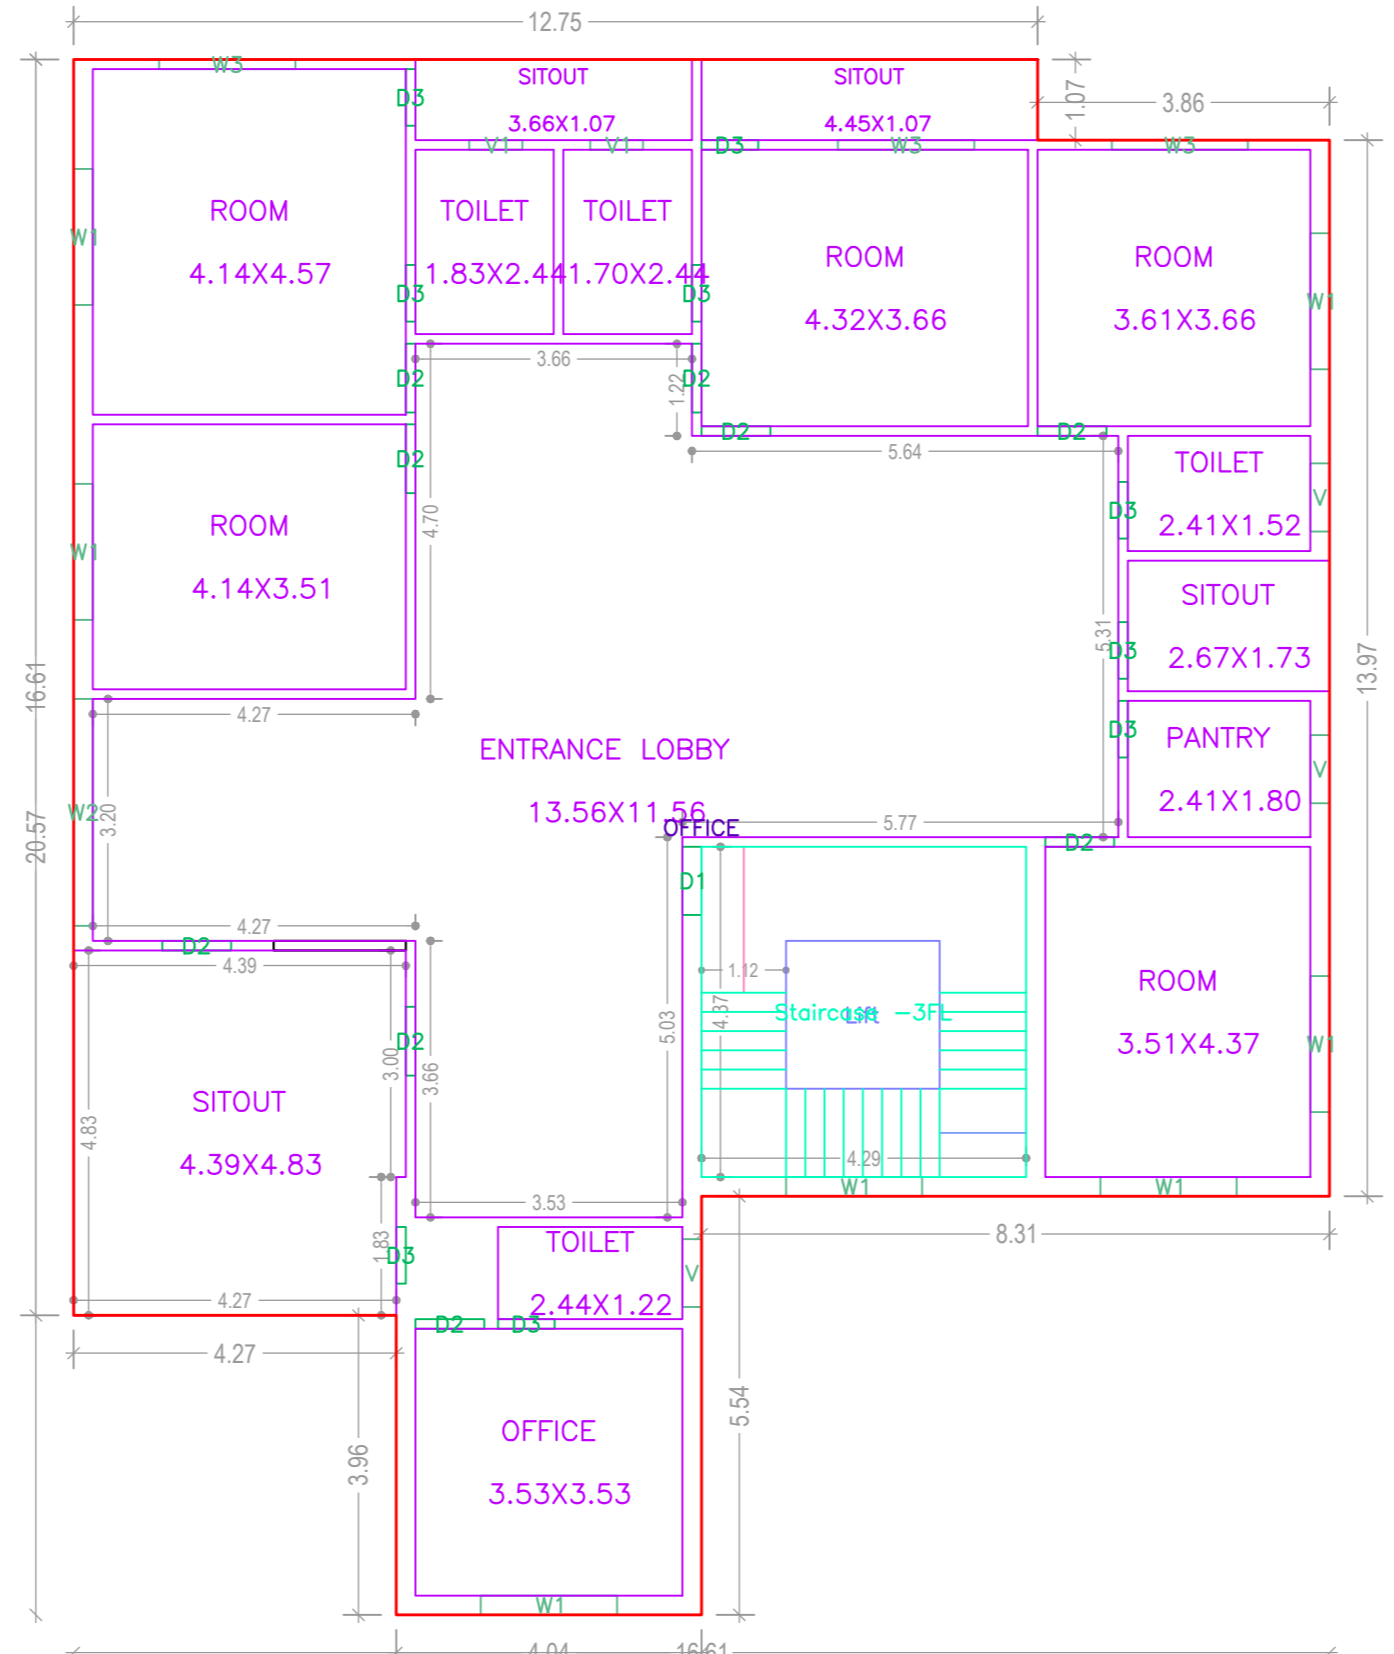 12.75
W3
SITOUT
3.66X1.07
SITOUT
4.45X1.07
1.07
3.86
D3
V1
V1
D3
W3
W3
ROOM
4.14X4.57
W1
TOILET
1.83X2.44
TOILET
1.70X2.44
D3
D3
ROOM
4.32X3.66
ROOM
3.61X3.66
W1
3.66
1.22
D2
D2
D2
D2
5.64
D2
ROOM
4.14X3.51
W1
4.70
TOILET
2.41X1.52
D3
V
SITOUT
2.67X1.73
D3
5.31
16.61
13.97
4.27
PANTRY
2.41X1.80
D3
V
ENTRANCE LOBBY
13.56X11.56
OFFICE
5.77
W2
3.20
20.57
D2
D1
4.27
D2
4.39
1.12
Staircase -3FL
Lift
4.37
5.03
ROOM
3.51X4.37
W1
D2
3.00
3.66
SITOUT
4.39X4.83
4.83
4.29
W1
W1
3.53
8.31
1.83
D3
TOILET
2.44X1.22
V
4.27
D2
D3
4.27
5.54
3.96
OFFICE
3.53X3.53
W1
4.04
16.61